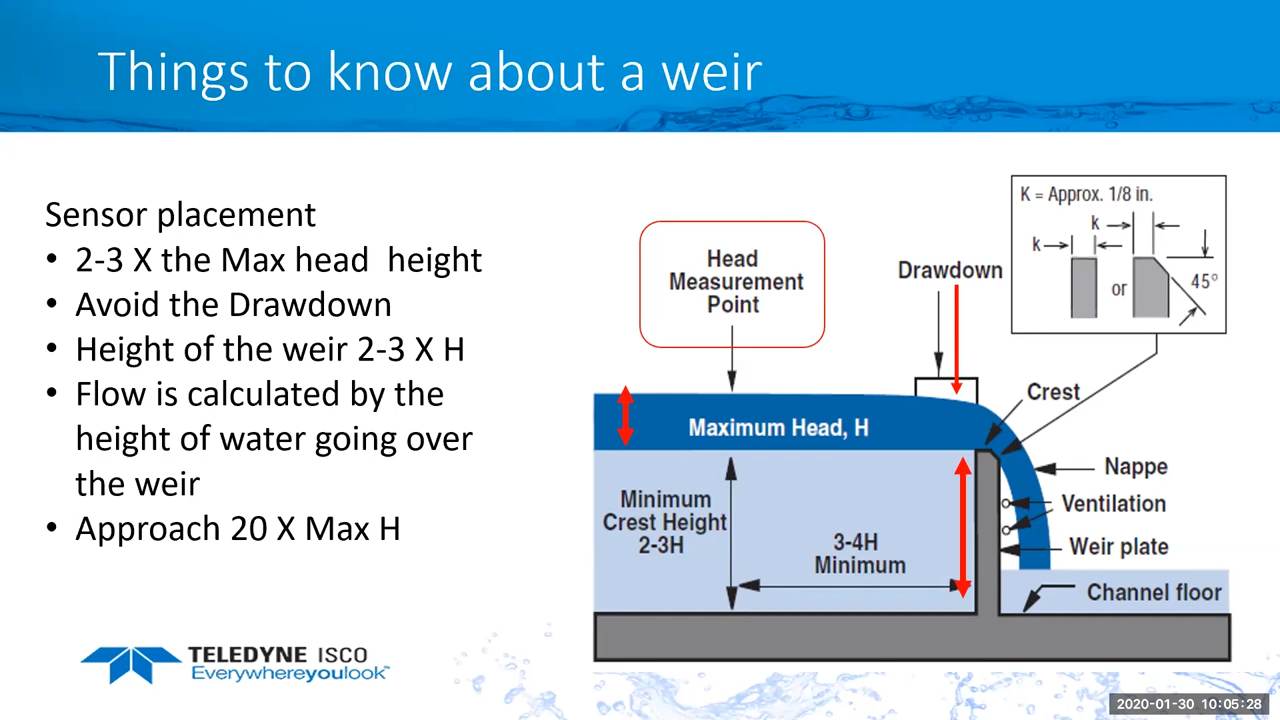 Things to know about a weir
Sensor placement
• 2-3 X the Max head height
• Avoid the Drawdown
• Height of the weir 2-3 X H
• Flow is calculated by the
height of water going over
the weir
• Approach 20 X Max H
Head
Measurement
Point
Drawdown
K = Approx. 1/8 in.
k
k
or
45°
Crest
Maximum Head, H
Nappe
Minimum
Crest Height
2-3H
Ventilation
3-4H
Minimum
Weir plate
Channel floor
TELEDYNE ISCO
Everywhereyoulook™
2020-01-30 10:05:28